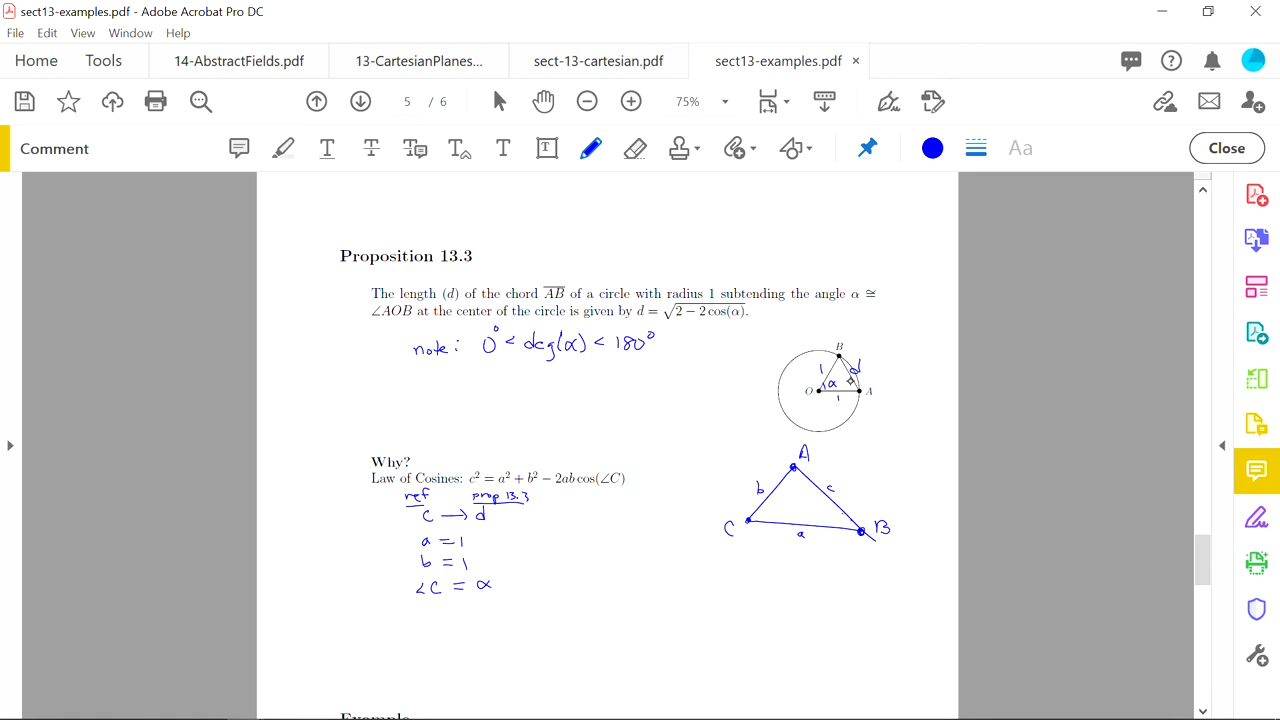 sect13-examples.pdf - Adobe Acrobat Pro DC
File Edit View Window Help
Home Tools 14-AbstractFields.pdf 13-CartesianPlanes... sect-13-cartesian.pdf sect13-examples.pdf ×
5 / 6 75%
Comment T T T T T Aa Close
Proposition 13.3
The length (d) of the chord A̅B̅ of a circle with radius 1 subtending the angle α ≅
∠AOB at the center of the circle is given by d = √(2 − 2 cos(α)).
note: 0° < deg(α) < 180°
B
1 d
α
O A
1
Why?
Law of Cosines: c² = a² + b² − 2ab cos(∠C)
ref prop 13.3
c → d
a = 1
b = 1
∠C = α
A
b c
C B
a
Example